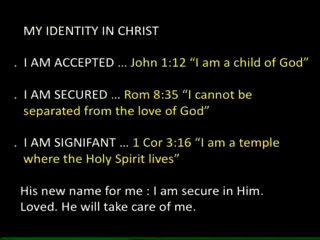 MY IDENTITY IN CHRIST
. I AM ACCEPTED ... John 1:12 “I am a child of God”
. I AM SECURED ... Rom 8:35 “I cannot be
separated from the love of God”
. I AM SIGNIFANT ... 1 Cor 3:16 “I am a temple
where the Holy Spirit lives”
His new name for me : I am secure in Him.
Loved. He will take care of me.